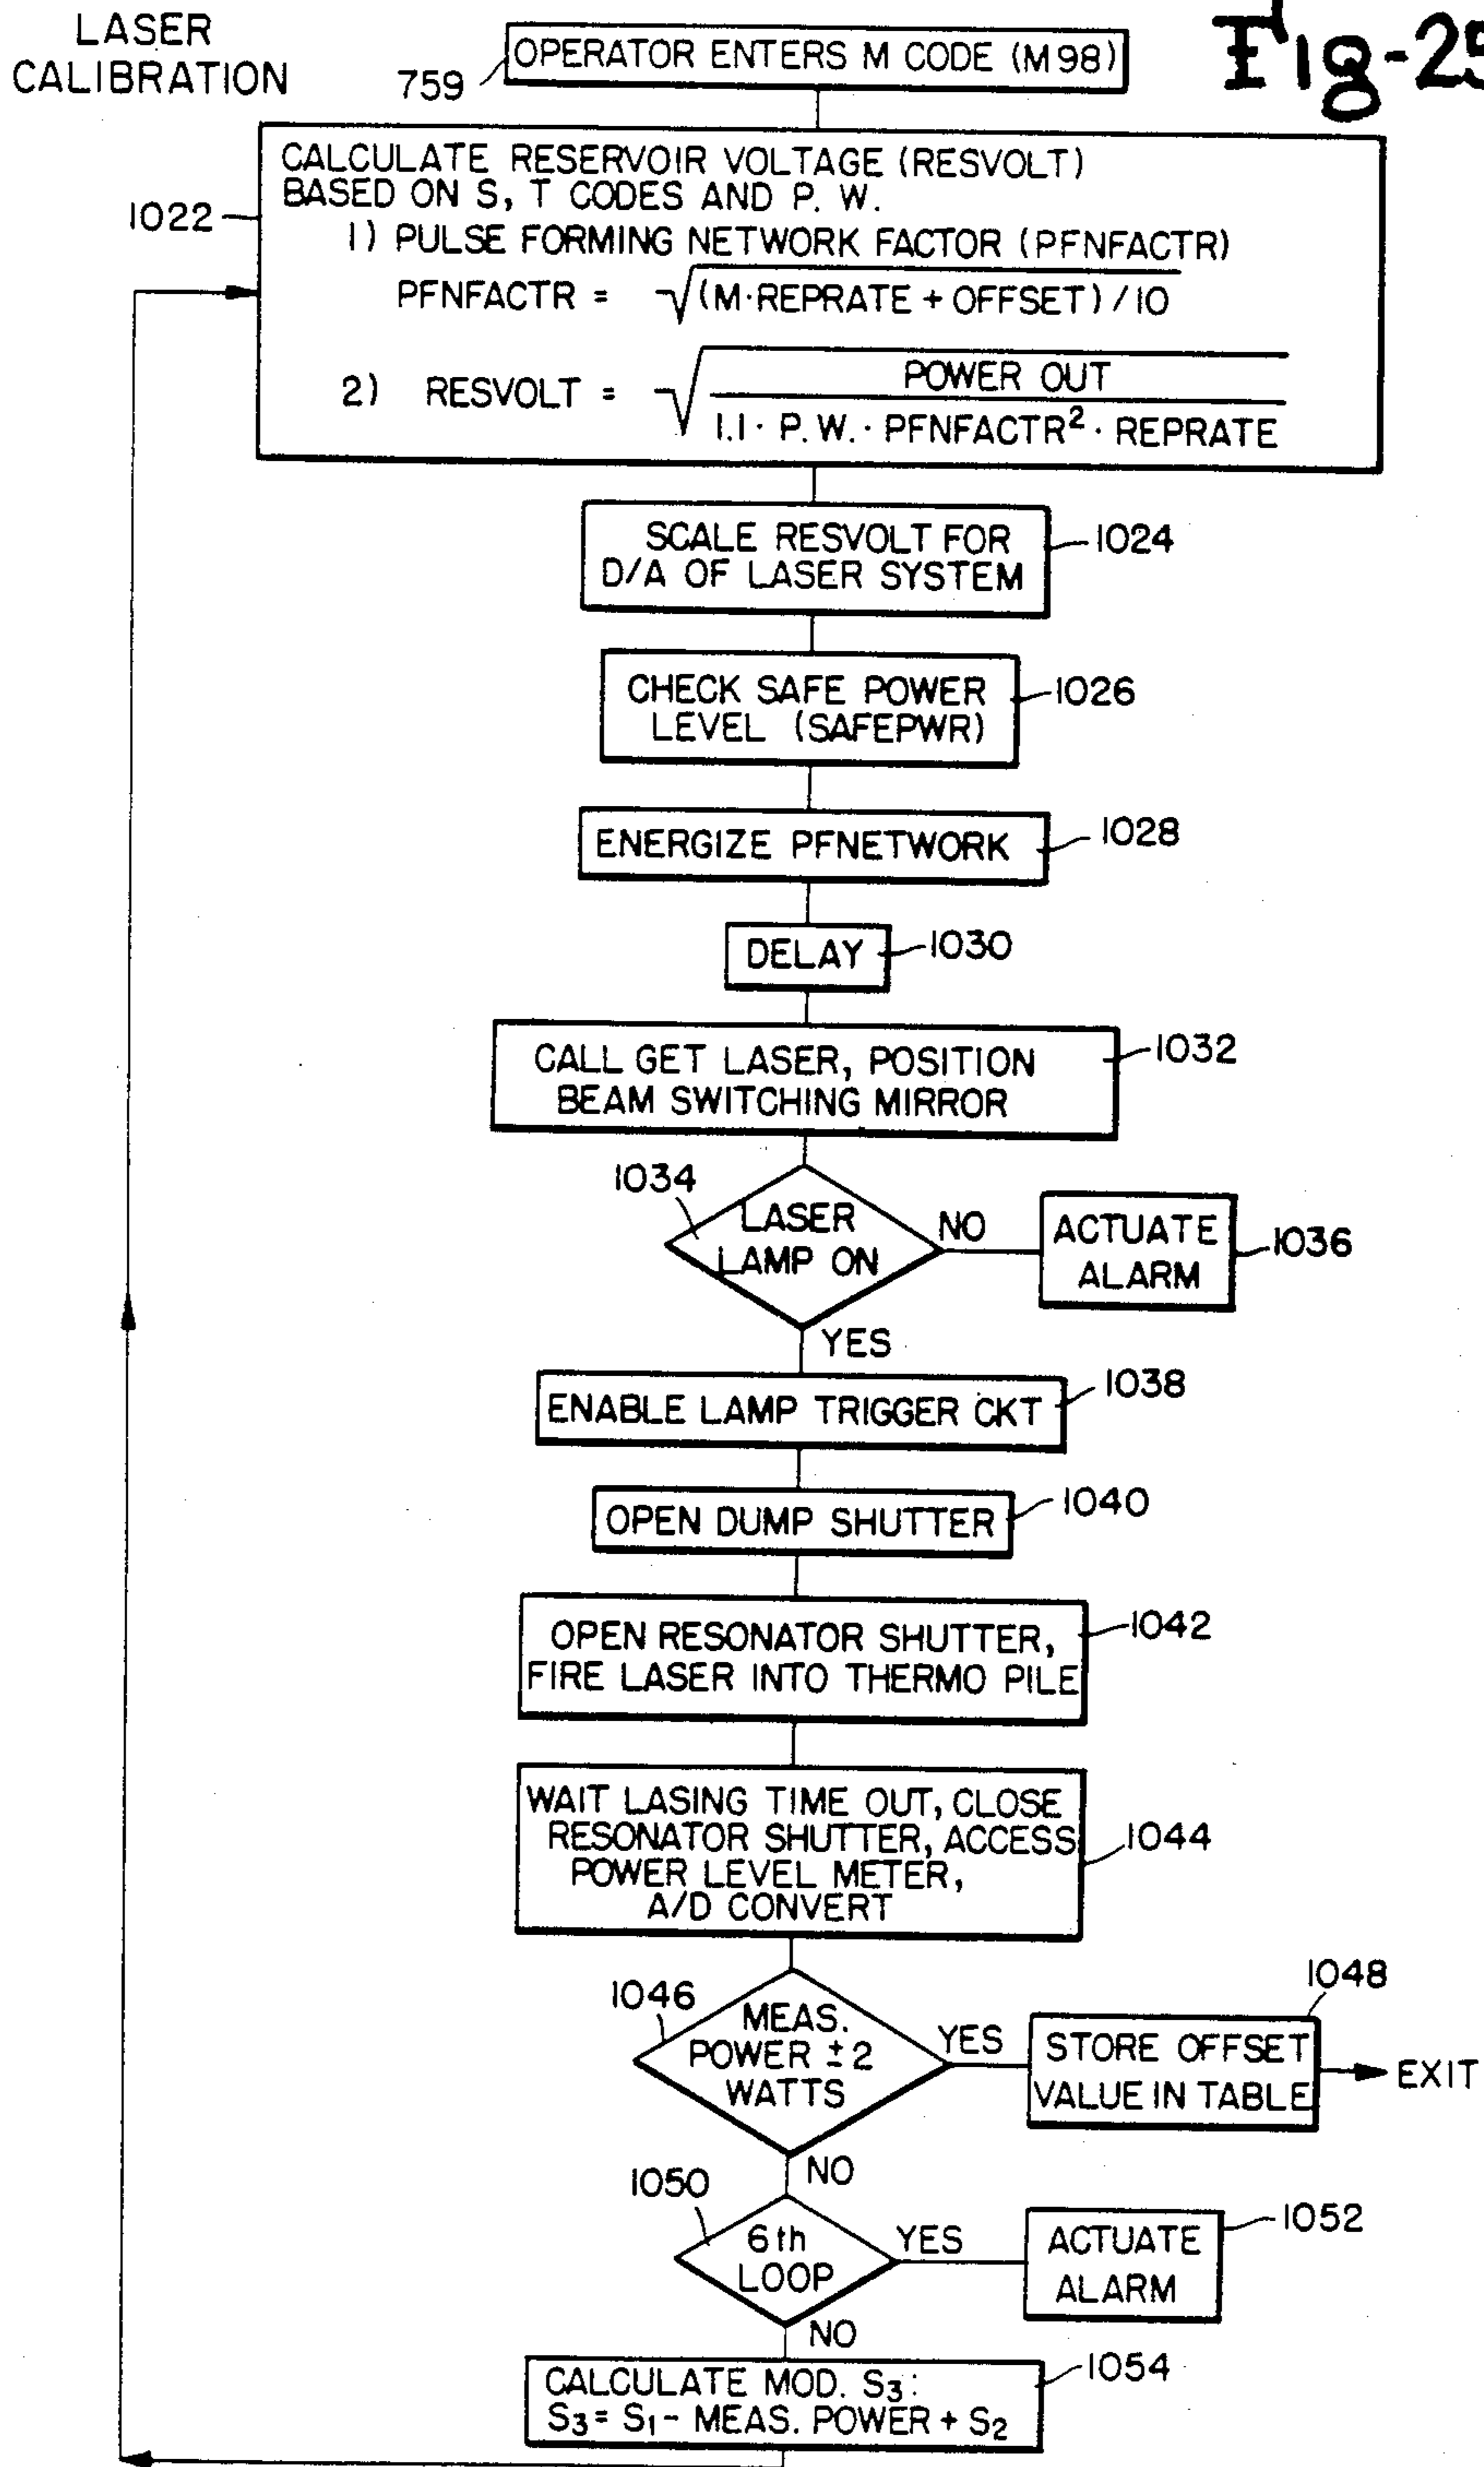 LASER
CALIBRATION
Fig-25
759
OPERATOR ENTERS M CODE (M98)
1022
CALCULATE RESERVOIR VOLTAGE (RESVOLT)
BASED ON S, T CODES AND P. W.
1) PULSE FORMING NETWORK FACTOR (PFNFACTR)
PFNFACTR = √(M·REPRATE + OFFSET) / 10
2) RESVOLT = √
POWER OUT
1.1 · P. W. · PFNFACTR² · REPRATE
SCALE RESVOLT FOR
D/A OF LASER SYSTEM
1024
CHECK SAFE POWER
LEVEL (SAFEPWR)
1026
ENERGIZE PFNETWORK
1028
DELAY
1030
CALL GET LASER, POSITION
BEAM SWITCHING MIRROR
1032
1034
LASER
LAMP ON
NO
ACTUATE
ALARM
1036
YES
ENABLE LAMP TRIGGER CKT
1038
OPEN DUMP SHUTTER
1040
OPEN RESONATOR SHUTTER,
FIRE LASER INTO THERMO PILE
1042
WAIT LASING TIME OUT, CLOSE
RESONATOR SHUTTER, ACCESS
POWER LEVEL METER,
A/D CONVERT
1044
1046
MEAS.
POWER ±2
WATTS
YES
1048
STORE OFFSET
VALUE IN TABLE
EXIT
NO
1050
6th
LOOP
YES
ACTUATE
ALARM
1052
NO
CALCULATE MOD. S₃:
S₃ = S₁ - MEAS. POWER + S₂
1054